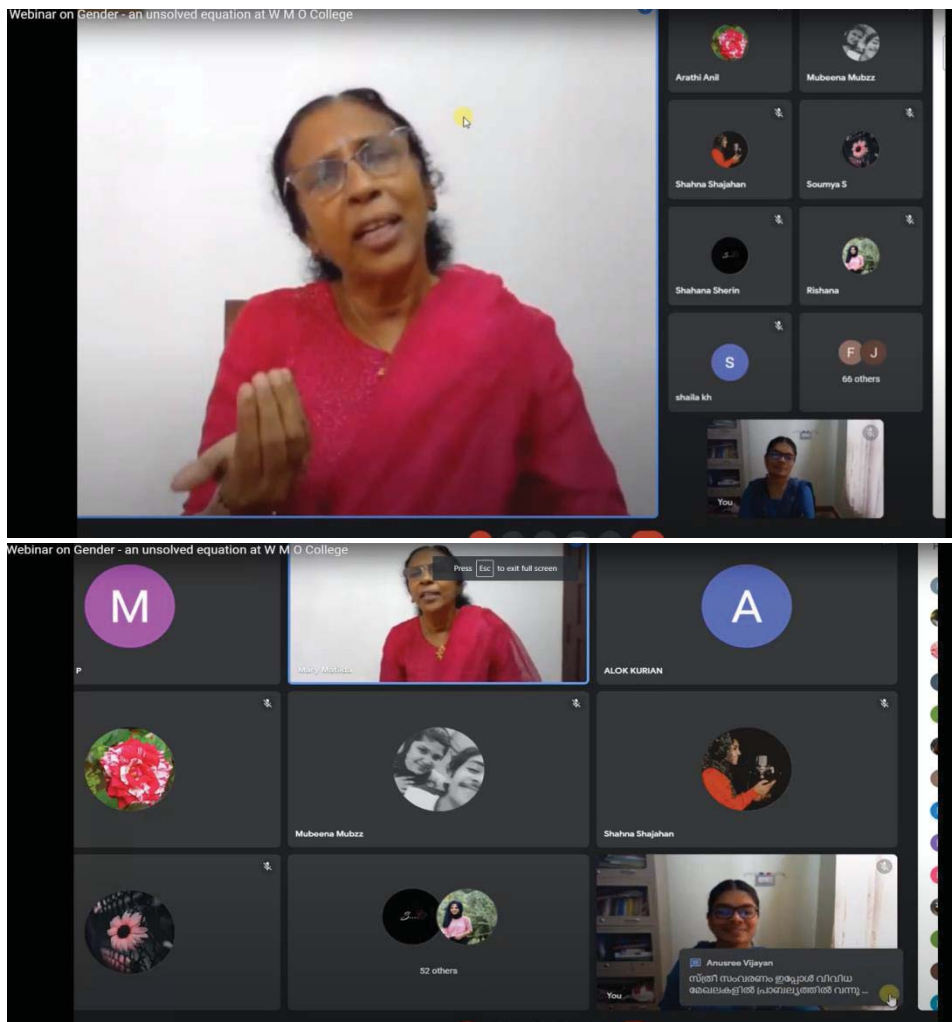 Webinar on Gender - an unsolved equation at W M O College
Arathi Anil
Mubeena Mubzz
Shahna Shajahan
Soumya S
Shahana Sherin
Rishana
S
F J
shaila kh
66 others
You
Webinar on Gender - an unsolved equation at W M O College
Press Esc to exit full screen
M
A
P
Mary Matilda
ALOK KURIAN
Mubeena Mubzz
Shahna Shajahan
52 others
Anusree Vijayan
സ്ത്രീ സംവരണം ഇപ്പോൾ വിവിധ
മേഖലകളിൽ പ്രാബല്യത്തിൽ വന്നു ...
You